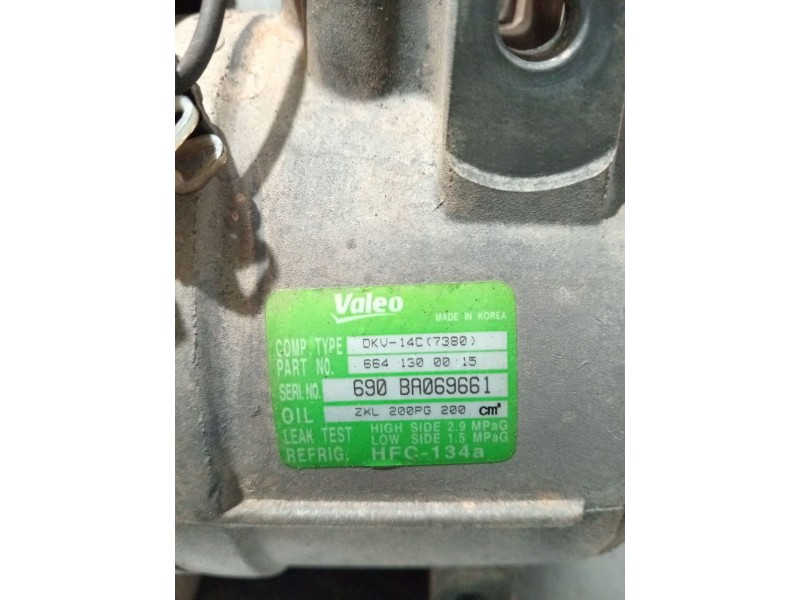 Valeo
MADE IN KOREA
COMP. TYPE DKV-14C(7380)
PART NO. 664 130 00 15
SERI. NO. 690 BA069661
OIL ZXL 200PG 200 cm³
LEAK TEST HIGH SIDE 2.9 MPaG
LOW SIDE 1.5 MPaG
REFRIG. HFC-134a